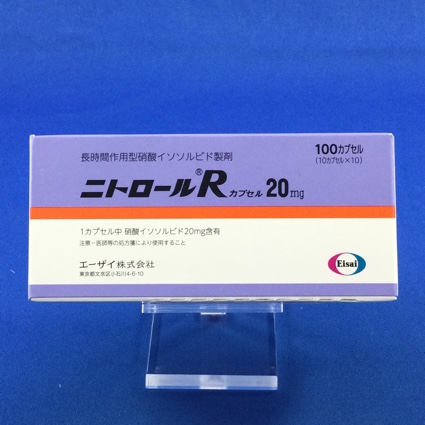 長時間作用型硝酸イソソルビド製剤
100カプセル
(10カプセル×10)
ニトロール®Rカプセル 20mg
1カプセル中 硝酸イソソルビド20mg含有
注意－医師等の処方箋により使用すること
エーザイ株式会社
東京都文京区小石川4-6-10
Eisai